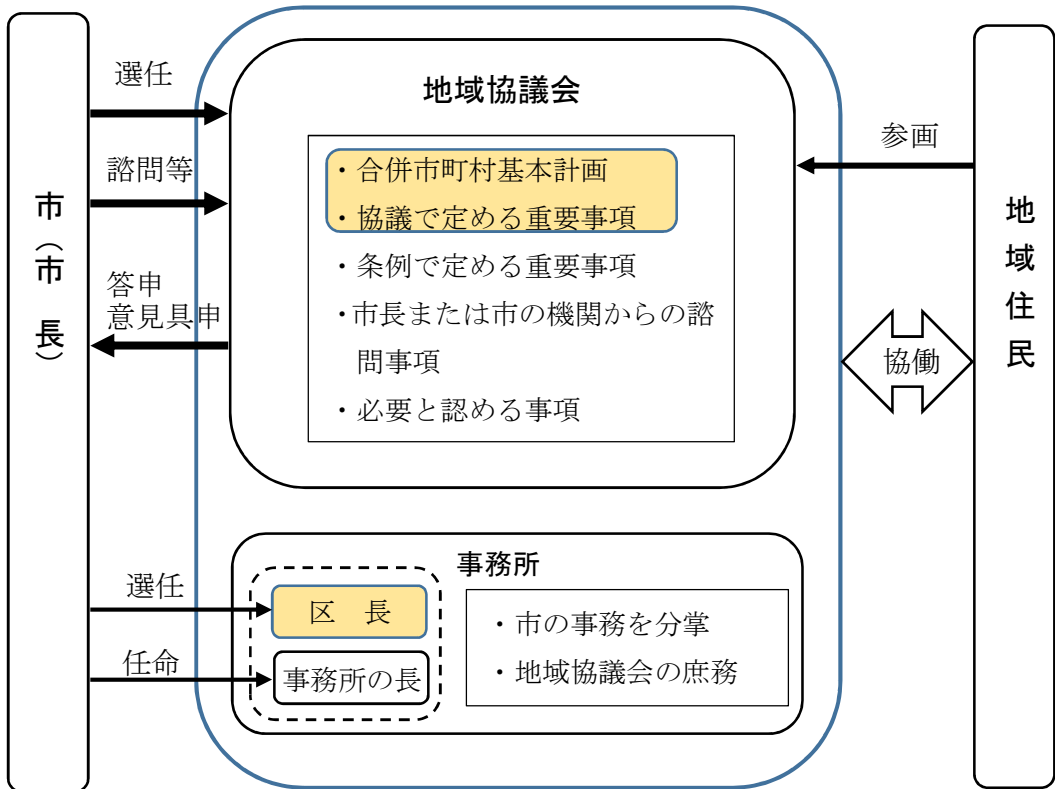 市（市長）
選任
諮問等
答申
意見具申
地域協議会
・合併市町村基本計画
・協議で定める重要事項
・条例で定める重要事項
・市長または市の機関からの諮
問事項
・必要と認める事項
参画
協働
地域住民
選任
任命
事務所
区　長
事務所の長
・市の事務を分掌
・地域協議会の庶務